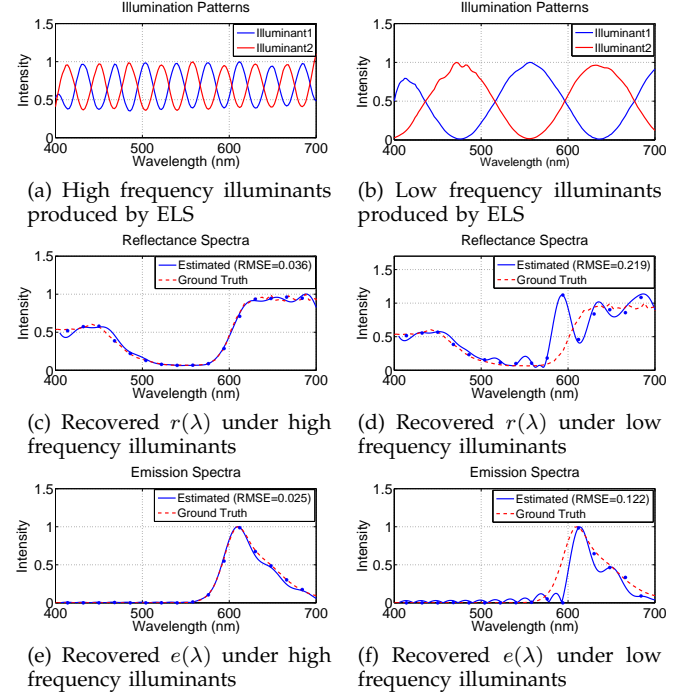 Illumination Patterns
1.5
1
0.5
0
Intensity
Illuminant1
Illuminant2
400 500 600 700
Wavelength (nm)
(a) High frequency illuminants
produced by ELS
Illumination Patterns
1.5
1
0.5
0
Intensity
Illuminant1
Illuminant2
400 500 600 700
Wavelength (nm)
(b) Low frequency illuminants
produced by ELS
Reflectance Spectra
1.5
1
0.5
0
Intensity
Estimated (RMSE=0.036)
Ground Truth
400 500 600 700
Wavelength (nm)
(c) Recovered r(λ) under high
frequency illuminants
Reflectance Spectra
1.5
1
0.5
0
Intensity
Estimated (RMSE=0.219)
Ground Truth
400 500 600 700
Wavelength (nm)
(d) Recovered r(λ) under low
frequency illuminants
Emission Spectra
1.5
1
0.5
0
Intensity
Estimated (RMSE=0.025)
Ground Truth
400 500 600 700
Wavelength (nm)
(e) Recovered e(λ) under high
frequency illuminants
Emission Spectra
1.5
1
0.5
0
Intensity
Estimated (RMSE=0.122)
Ground Truth
400 500 600 700
Wavelength (nm)
(f) Recovered e(λ) under low
frequency illuminants